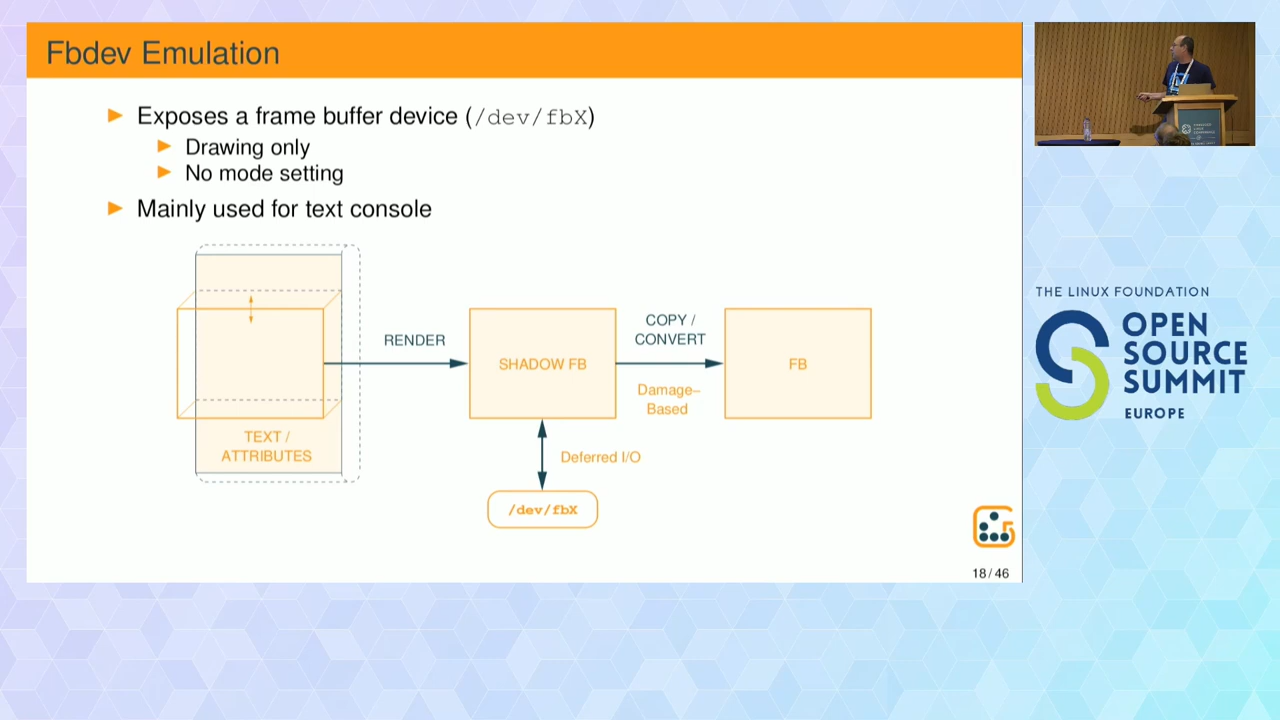 Fbdev Emulation
Exposes a frame buffer device (/dev/fbX)
Drawing only
No mode setting
Mainly used for text console
RENDER
COPY /
CONVERT
SHADOW FB
FB
Damage–
Based
TEXT /
ATTRIBUTES
Deferred I/O
/dev/fbX
18 / 46
THE LINUX FOUNDATION
OPEN
SOURCE
SUMMIT
EUROPE